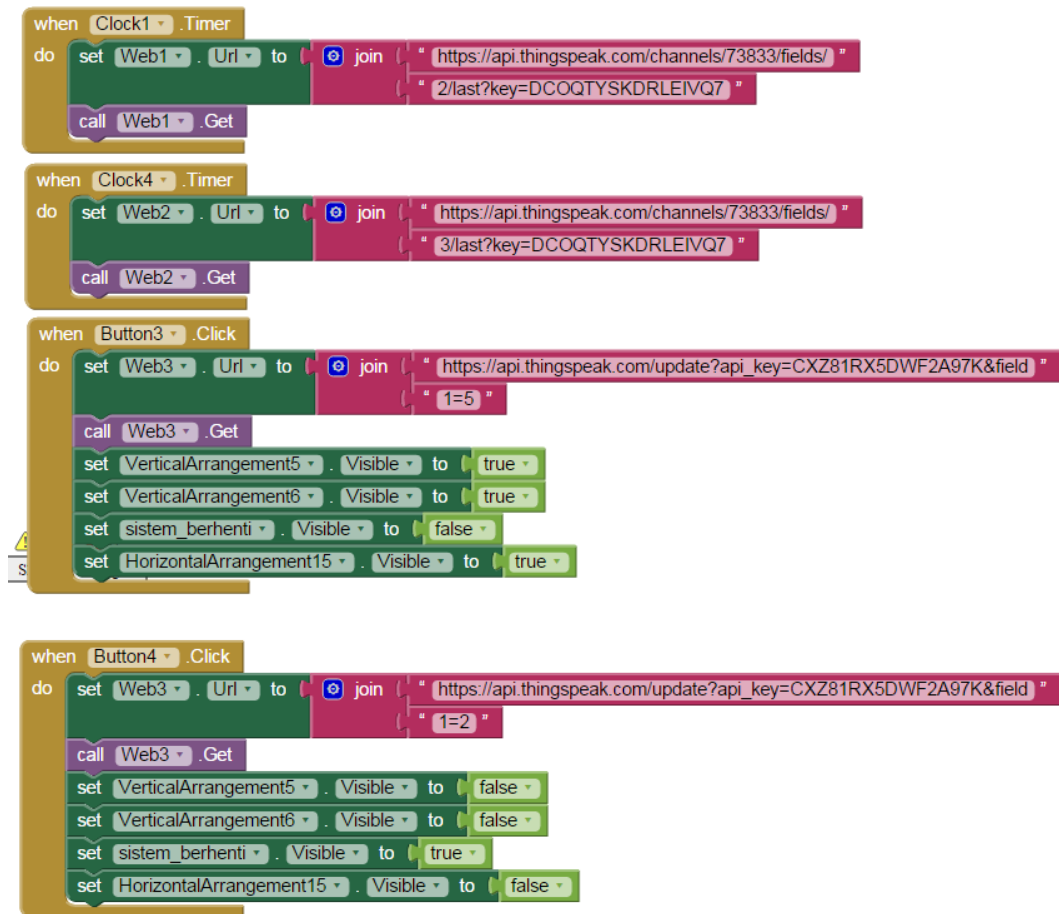 when Clock1 .Timer
do set Web1 . Url to join " https://api.thingspeak.com/channels/73833/fields/ "
" 2/last?key=DCOQTYSKDRLEIVQ7 "
call Web1 .Get
when Clock4 .Timer
do set Web2 . Url to join " https://api.thingspeak.com/channels/73833/fields/ "
" 3/last?key=DCOQTYSKDRLEIVQ7 "
call Web2 .Get
when Button3 .Click
do set Web3 . Url to join " https://api.thingspeak.com/update?api_key=CXZ81RX5DWF2A97K&field "
" 1=5 "
call Web3 .Get
set VerticalArrangement5 . Visible to true
set VerticalArrangement6 . Visible to true
set sistem_berhenti . Visible to false
set HorizontalArrangement15 . Visible to true
when Button4 .Click
do set Web3 . Url to join " https://api.thingspeak.com/update?api_key=CXZ81RX5DWF2A97K&field "
" 1=2 "
call Web3 .Get
set VerticalArrangement5 . Visible to false
set VerticalArrangement6 . Visible to false
set sistem_berhenti . Visible to true
set HorizontalArrangement15 . Visible to false